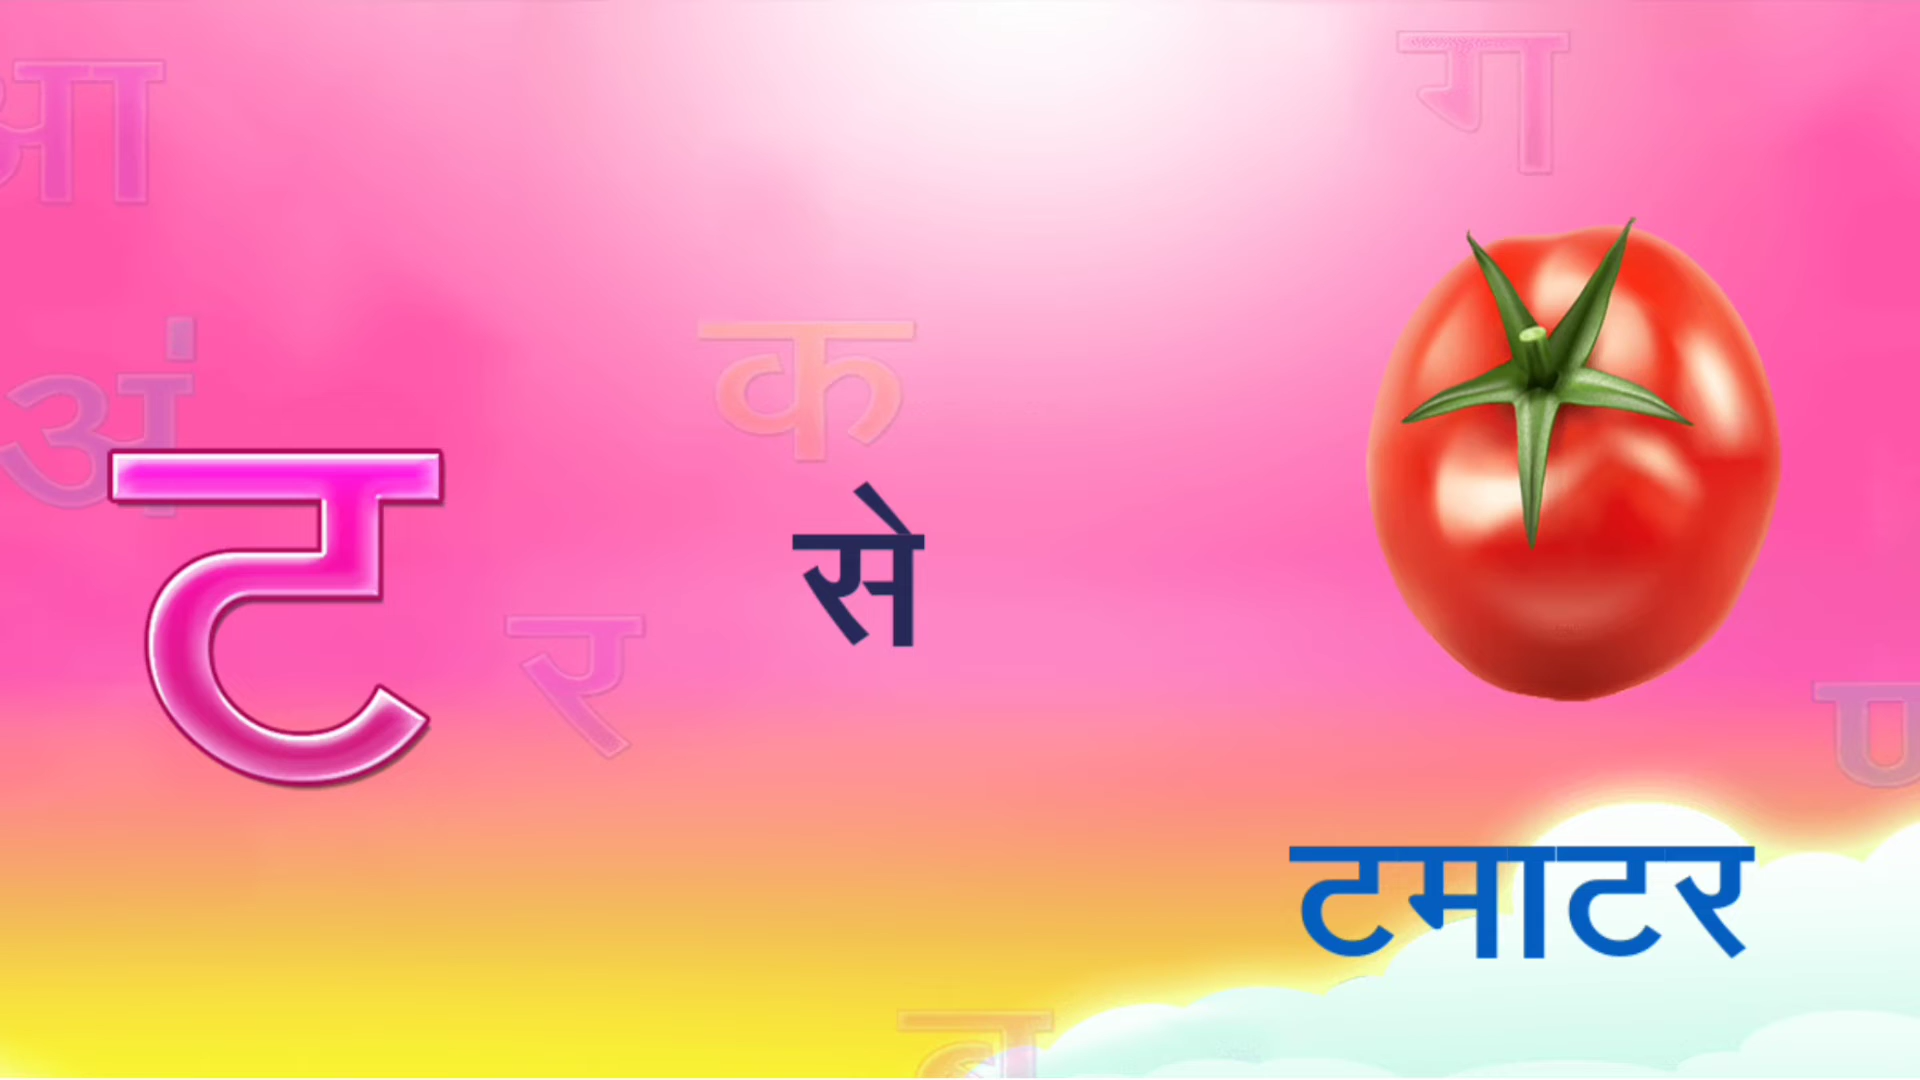 आ
ग
अं
क
ट से
र
प
टमाटर